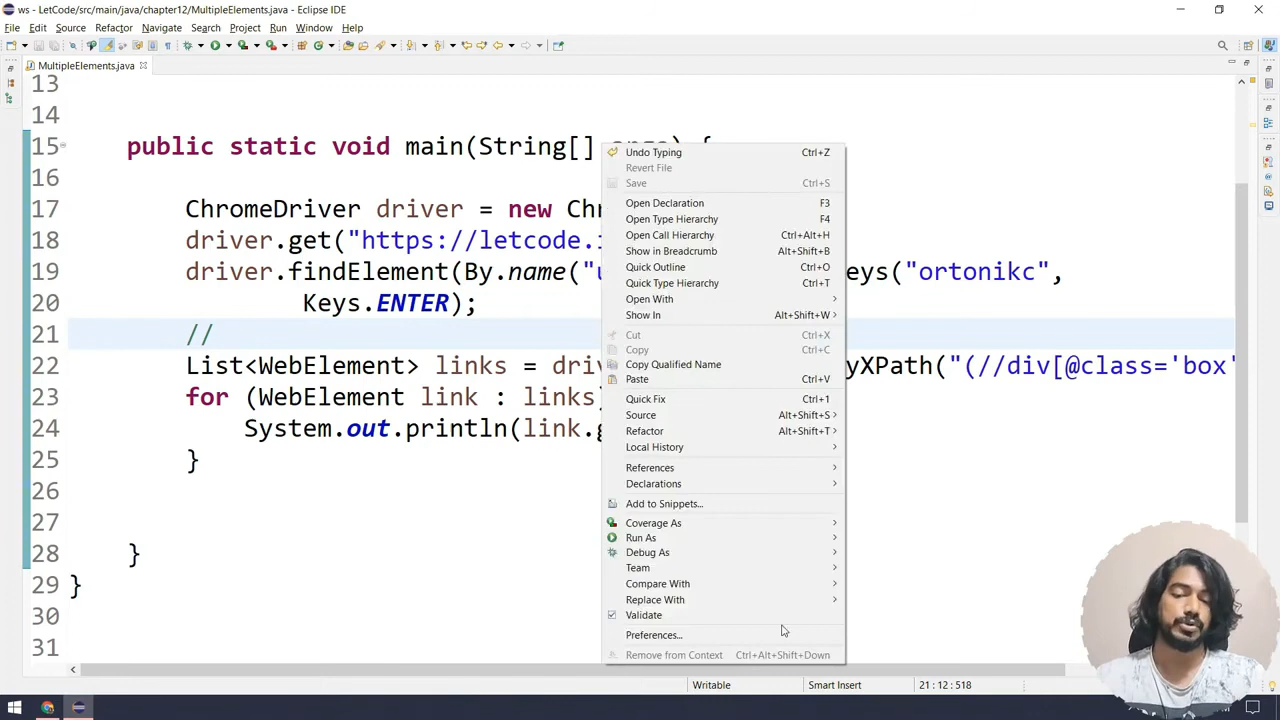 ws - LetCode/src/main/java/chapter12/MultipleElements.java - Eclipse IDE
File Edit Source Refactor Navigate Search Project Run Window Help
MultipleElements.java
13
14
15 public static void main(String[] args) {
16
17 ChromeDriver driver = new Chr
18 driver.get("https://letcode.
19 driver.findElement(By.name("u eys("ortonikc",
20 Keys.ENTER);
21 //
22 List<WebElement> links = driv yXPath("(//div[@class='box'
23 for (WebElement link : links)
24 System.out.println(link.g
25 }
26
27
28 }
29 }
30
31
Undo Typing Ctrl+Z
Revert File
Save Ctrl+S
Open Declaration F3
Open Type Hierarchy F4
Open Call Hierarchy Ctrl+Alt+H
Show in Breadcrumb Alt+Shift+B
Quick Outline Ctrl+O
Quick Type Hierarchy Ctrl+T
Open With
Show In Alt+Shift+W
Cut Ctrl+X
Copy Ctrl+C
Copy Qualified Name
Paste Ctrl+V
Quick Fix Ctrl+1
Source Alt+Shift+S
Refactor Alt+Shift+T
Local History
References
Declarations
Add to Snippets...
Coverage As
Run As
Debug As
Team
Compare With
Replace With
Validate
Preferences...
Remove from Context Ctrl+Alt+Shift+Down
Writable Smart Insert 21 : 12 : 518